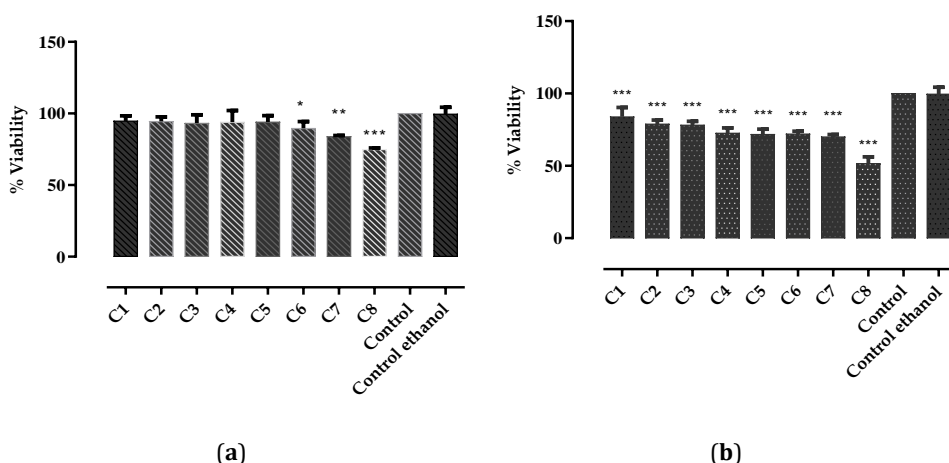 150
100
50
0
% Viability
*
**
***
C1
C2
C3
C4
C5
C6
C7
C8
Control
Control ethanol
(a)
150
100
50
0
% Viability
***
***
***
***
***
***
***
***
C1
C2
C3
C4
C5
C6
C7
C8
Control
Control ethanol
(b)